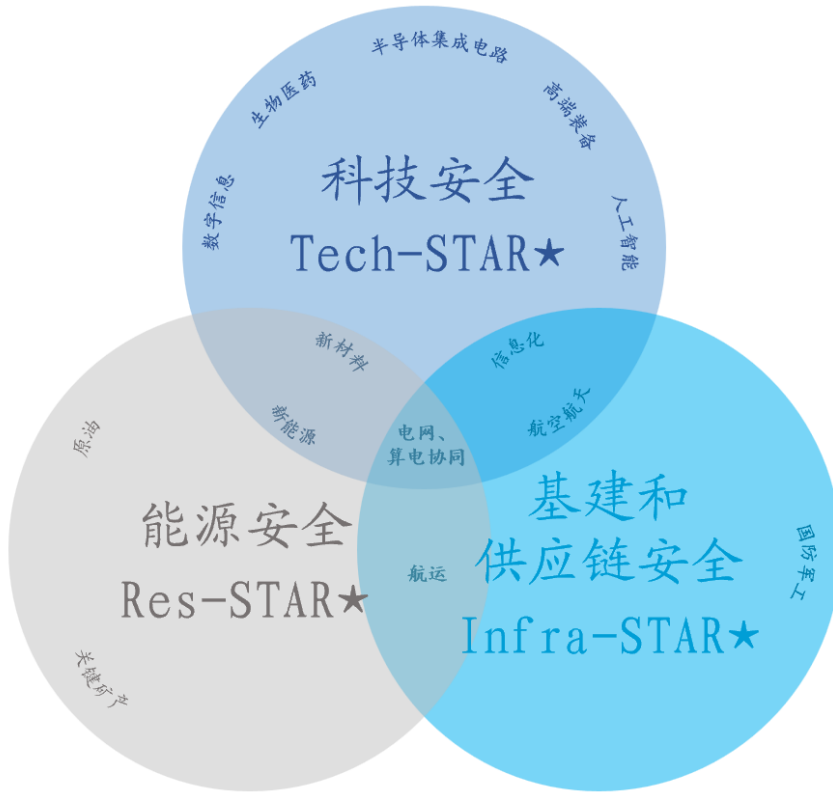 半导体集成电路
生物医药
高端装备
数字信息
人工智能
科技安全
Tech-STAR★
新材料
信息化
新能源
航空航天
电网、
算电协同
原油
能源安全
Res-STAR★
关键矿产
航运
基建和
供应链安全
Infra-STAR★
国防军工